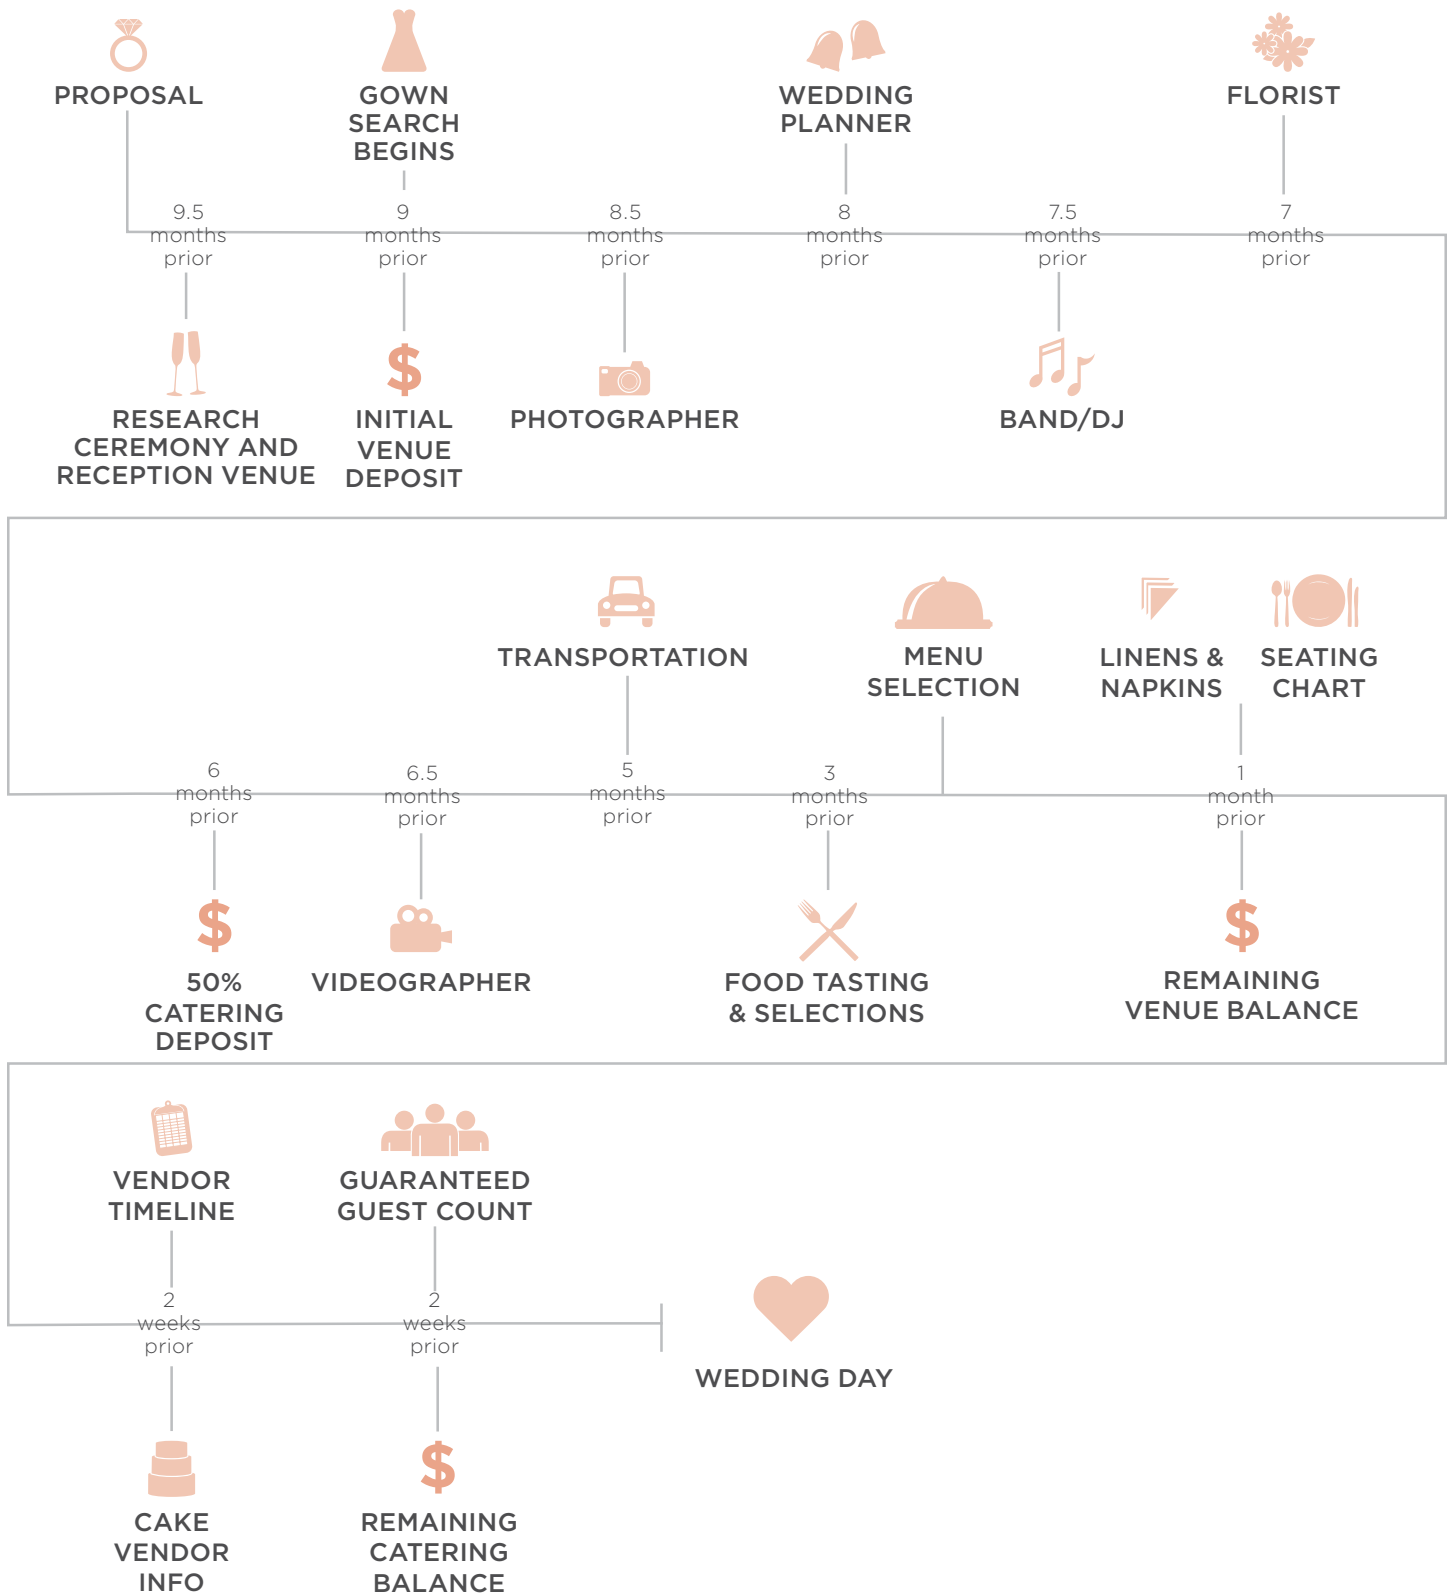 PROPOSAL
GOWN
SEARCH
BEGINS
WEDDING
PLANNER
FLORIST
9.5
months
prior
9
months
prior
8.5
months
prior
8
months
prior
7.5
months
prior
7
months
prior
RESEARCH
CEREMONY AND
RECEPTION VENUE
$
INITIAL
VENUE
DEPOSIT
PHOTOGRAPHER
BAND/DJ
TRANSPORTATION
MENU
SELECTION
LINENS &
NAPKINS
SEATING
CHART
6
months
prior
6.5
months
prior
5
months
prior
3
months
prior
1
month
prior
$
50%
CATERING
DEPOSIT
VIDEOGRAPHER
FOOD TASTING
& SELECTIONS
$
REMAINING
VENUE BALANCE
VENDOR
TIMELINE
GUARANTEED
GUEST COUNT
2
weeks
prior
2
weeks
prior
WEDDING DAY
CAKE
VENDOR
INFO
$
REMAINING
CATERING
BALANCE